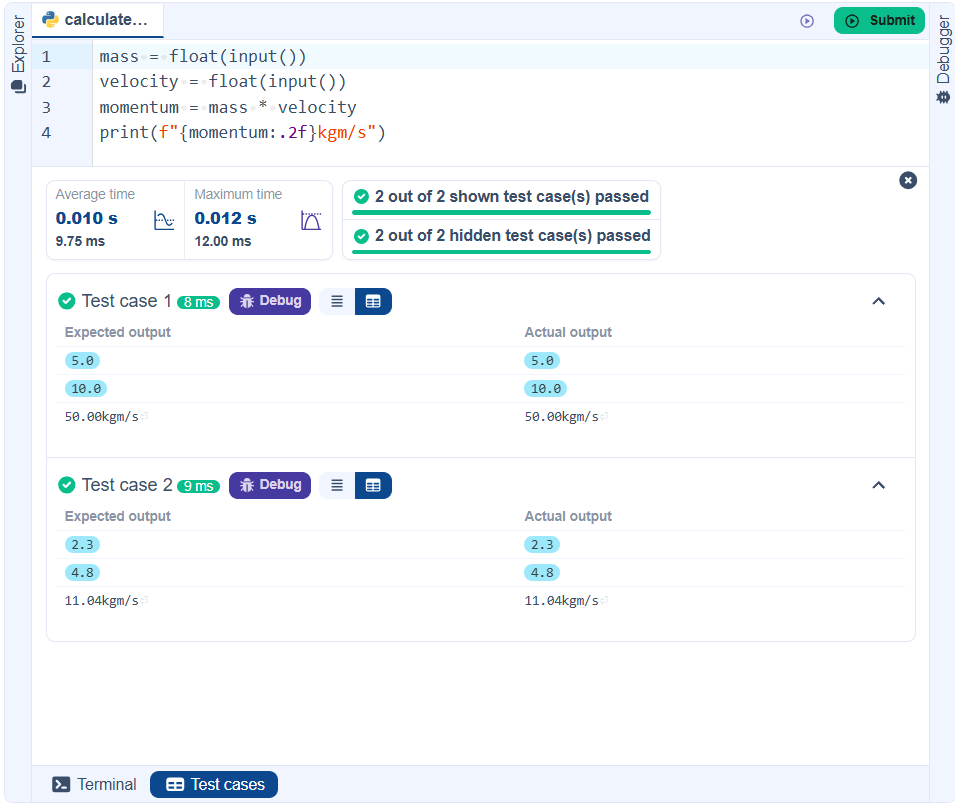 Explorer
calculate...
Submit
Debugger
1 mass = float(input())
2 velocity = float(input())
3 momentum = mass * velocity
4 print(f"{momentum:.2f}kgm/s")
Average time
0.010 s
9.75 ms
Maximum time
0.012 s
12.00 ms
2 out of 2 shown test case(s) passed
2 out of 2 hidden test case(s) passed
Test case 1 8 ms Debug
Expected output Actual output
5.0 5.0
10.0 10.0
50.00kgm/s 50.00kgm/s
Test case 2 9 ms Debug
Expected output Actual output
2.3 2.3
4.8 4.8
11.04kgm/s 11.04kgm/s
Terminal Test cases